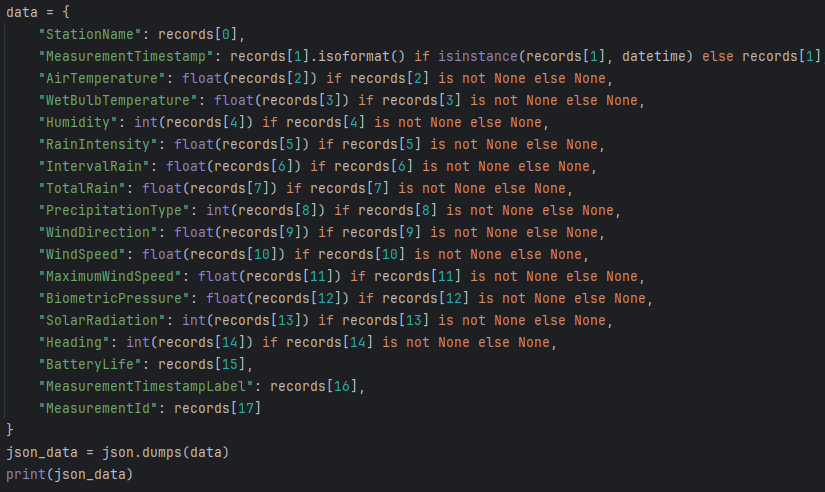 data = {
    "StationName": records[0],
    "MeasurementTimestamp": records[1].isoformat() if isinstance(records[1], datetime) else records[1],
    "AirTemperature": float(records[2]) if records[2] is not None else None,
    "WetBulbTemperature": float(records[3]) if records[3] is not None else None,
    "Humidity": int(records[4]) if records[4] is not None else None,
    "RainIntensity": float(records[5]) if records[5] is not None else None,
    "IntervalRain": float(records[6]) if records[6] is not None else None,
    "TotalRain": float(records[7]) if records[7] is not None else None,
    "PrecipitationType": int(records[8]) if records[8] is not None else None,
    "WindDirection": float(records[9]) if records[9] is not None else None,
    "WindSpeed": float(records[10]) if records[10] is not None else None,
    "MaximumWindSpeed": float(records[11]) if records[11] is not None else None,
    "BiometricPressure": float(records[12]) if records[12] is not None else None,
    "SolarRadiation": int(records[13]) if records[13] is not None else None,
    "Heading": int(records[14]) if records[14] is not None else None,
    "BatteryLife": records[15],
    "MeasurementTimestampLabel": records[16],
    "MeasurementId": records[17]
}
json_data = json.dumps(data)
print(json_data)